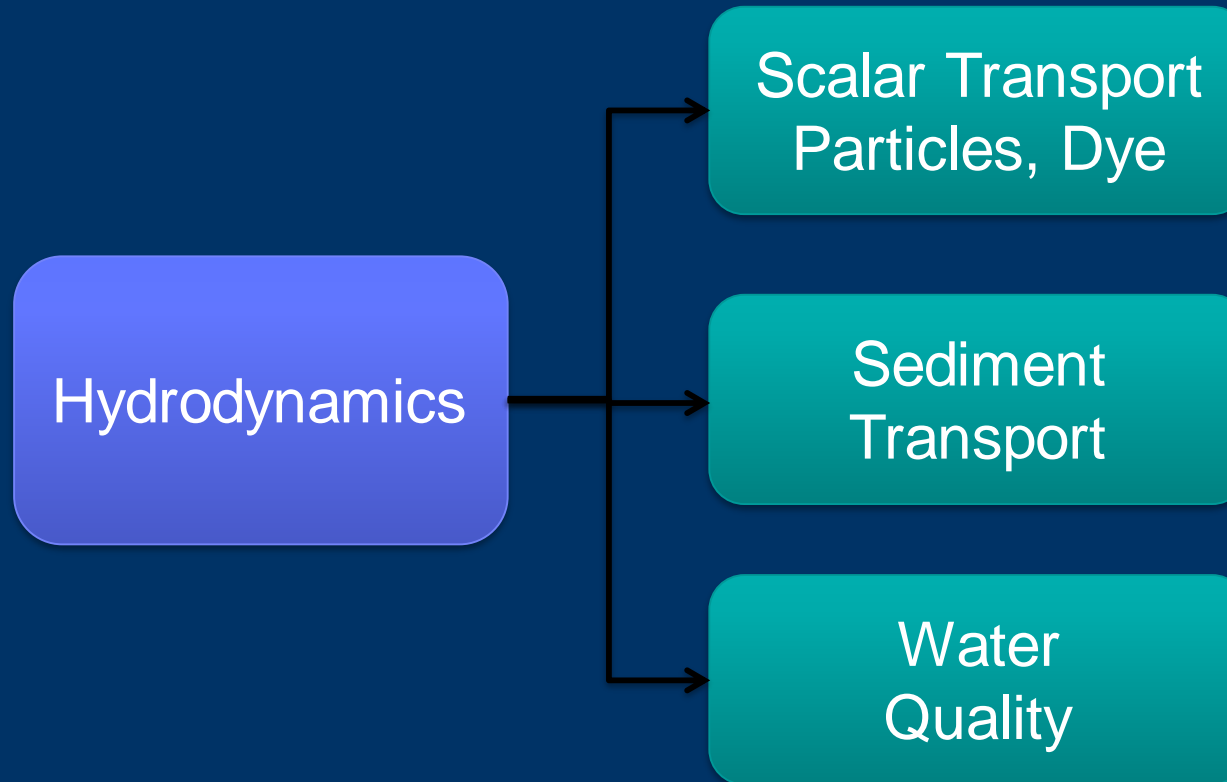 Scalar Transport
Particles, Dye
Hydrodynamics
Sediment
Transport
Water
Quality